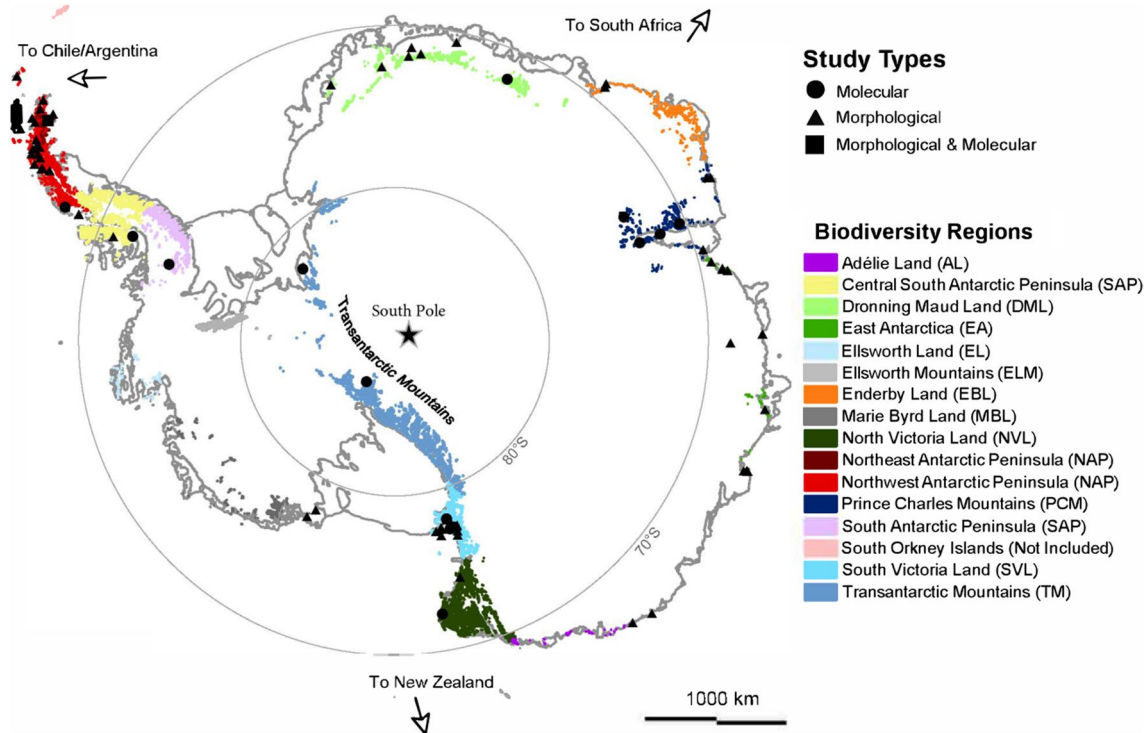 To South Africa
To Chile/Argentina
South Pole
Transantarctic Mountains
80°S
70°S
To New Zealand
1000 km
Study Types
Molecular
Morphological
Morphological & Molecular
Biodiversity Regions
Adélie Land (AL)
Central South Antarctic Peninsula (SAP)
Dronning Maud Land (DML)
East Antarctica (EA)
Ellsworth Land (EL)
Ellsworth Mountains (ELM)
Enderby Land (EBL)
Marie Byrd Land (MBL)
North Victoria Land (NVL)
Northeast Antarctic Peninsula (NAP)
Northwest Antarctic Peninsula (NAP)
Prince Charles Mountains (PCM)
South Antarctic Peninsula (SAP)
South Orkney Islands (Not Included)
South Victoria Land (SVL)
Transantarctic Mountains (TM)